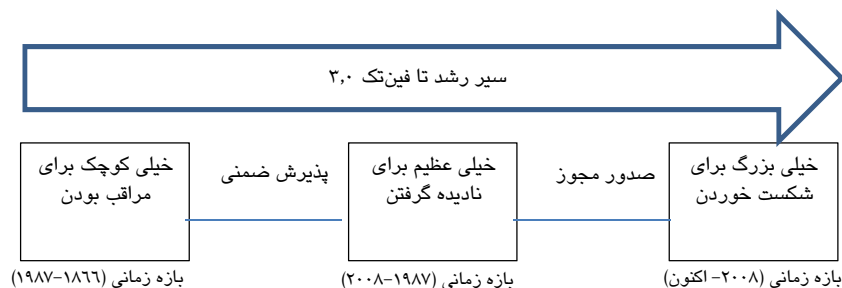 سیر رشد تا فین‌تک ۳٫۰
خیلی کوچک برای
مراقب بودن
پذیرش ضمنی
خیلی عظیم برای
نادیده گرفتن
صدور مجوز
خیلی بزرگ برای
شکست خوردن
بازه زمانی (۱۸۶۶-۱۹۸۷)
بازه زمانی (۱۹۸۷-۲۰۰۸)
بازه زمانی (۲۰۰۸- اکنون)